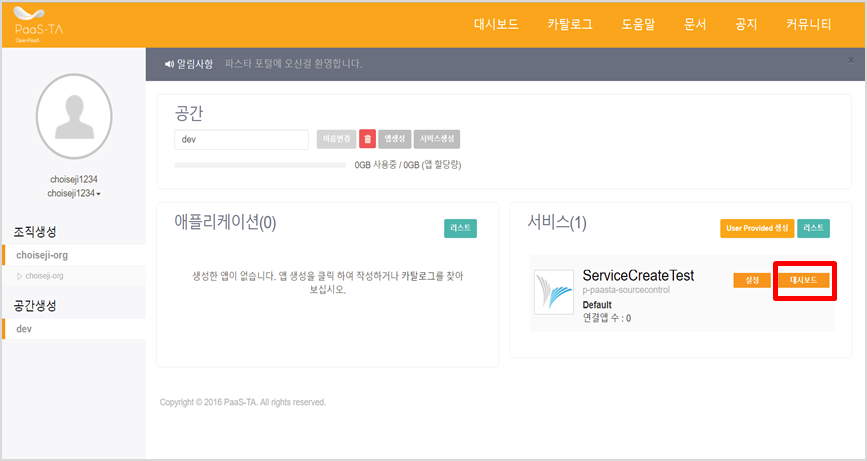 PaaS-TA
OpenPaaS
대시보드 카탈로그 도움말 문서 공지 커뮤니티
알림사항 파스타 포털에 오신걸 환영합니다.
x
choiseji1234
choiseji1234
조직생성
choiseji-org
choiseji-org
공간생성
dev
공간
dev
이름변경 앱생성 서비스생성
0GB 사용중 / 0GB (앱 할당량)
애플리케이션(0)
리스트
생성한 앱이 없습니다. 앱 생성을 클릭 하여 작성하거나 카탈로그를 찾아
보십시오.
서비스(1)
User Provided 생성 리스트
ServiceCreateTest
p-paasta-sourcecontrol
Default
연결앱 수 : 0
설정 대시보드
Copyright © 2016 PaaS-TA. All rights reserved.